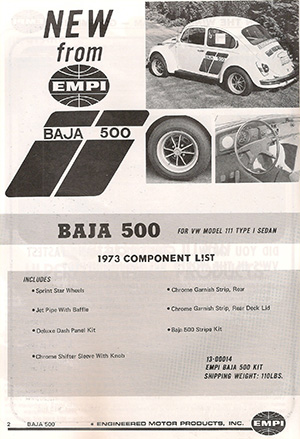 NEW
from
EMPI
BAJA 500
BAJA 500 FOR VW MODEL 111 TYPE I SEDAN
1973 COMPONENT LIST
INCLUDES
• Sprint Star Wheels
• Jet Pipe With Baffle
• Deluxe Dash Panel Kit
• Chrome Shifter Sleeve With Knob
• Chrome Garnish Strip, Rear
• Chrome Garnish Strip, Rear Deck Lid
• Baja 500 Stripe Kit
13-00014
EMPI BAJA 500 KIT
SHIPPING WEIGHT: 110LBS.
2 BAJA 500 ENGINEERED MOTOR PRODUCTS, INC. EMPI